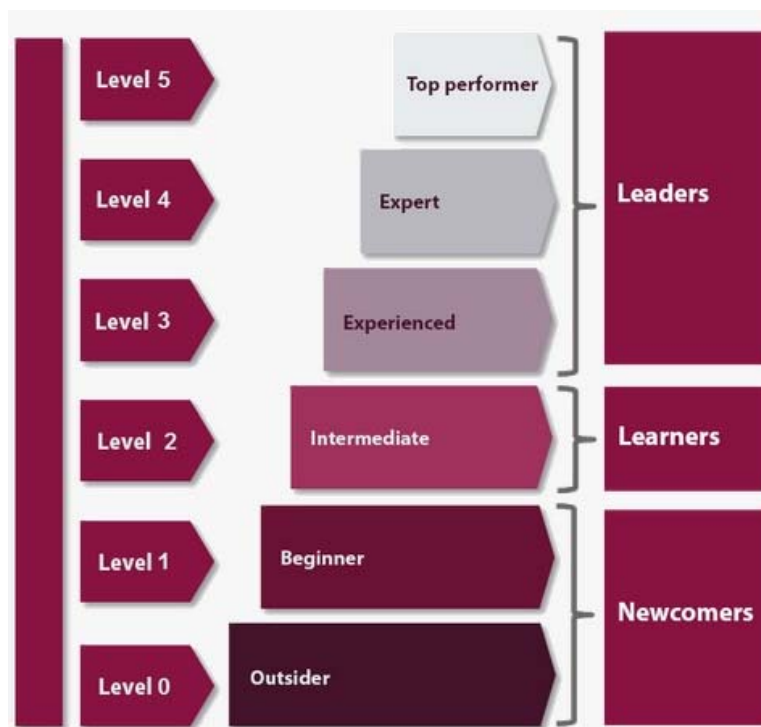 Level 5
Top performer
Level 4
Expert
Leaders
Level 3
Experienced
Level 2
Intermediate
Learners
Level 1
Beginner
Newcomers
Level 0
Outsider